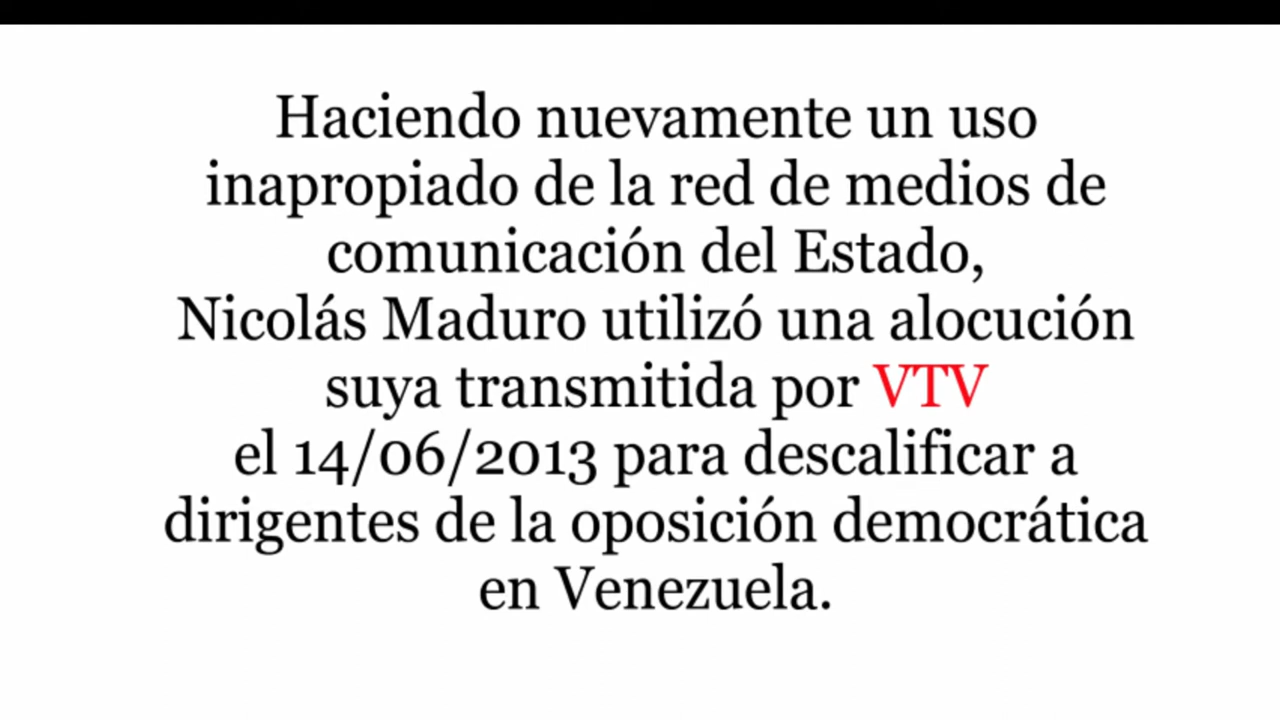 Haciendo nuevamente un uso
inapropiado de la red de medios de
comunicación del Estado,
Nicolás Maduro utilizó una alocución
suya transmitida por VTV
el 14/06/2013 para descalificar a
dirigentes de la oposición democrática
en Venezuela.